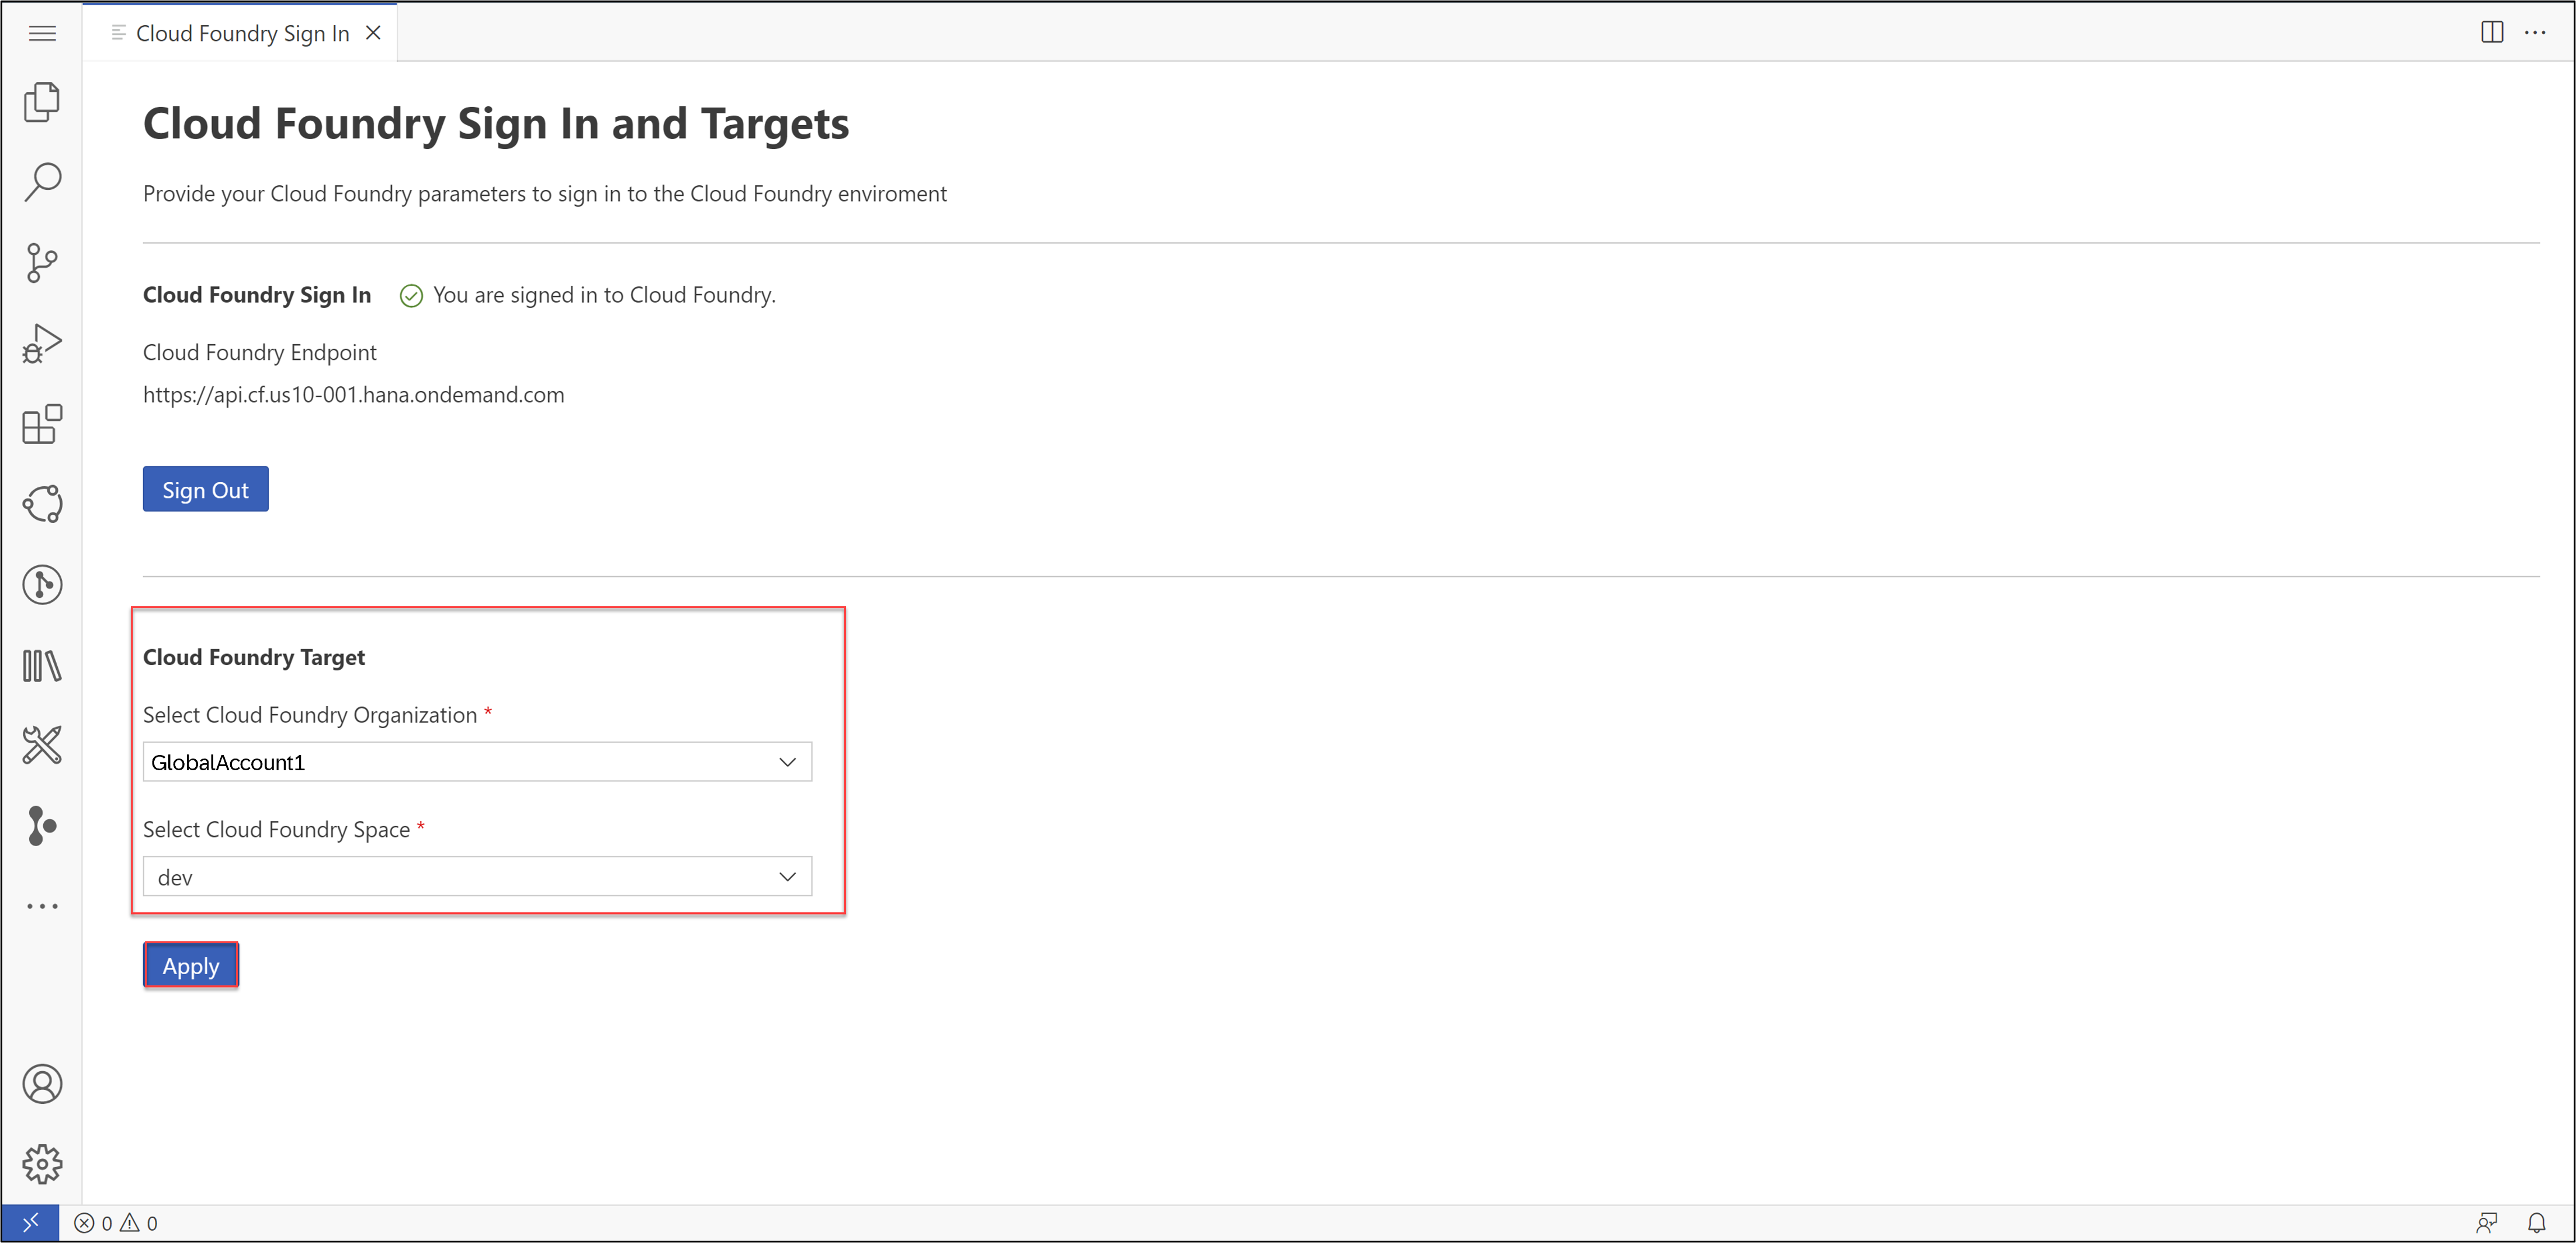 Cloud Foundry Sign In
Cloud Foundry Sign In and Targets
Provide your Cloud Foundry parameters to sign in to the Cloud Foundry enviroment
Cloud Foundry Sign In You are signed in to Cloud Foundry.
Cloud Foundry Endpoint
https://api.cf.us10-001.hana.ondemand.com
Sign Out
Cloud Foundry Target
Select Cloud Foundry Organization *
GlobalAccount1
Select Cloud Foundry Space *
dev
Apply
0 0